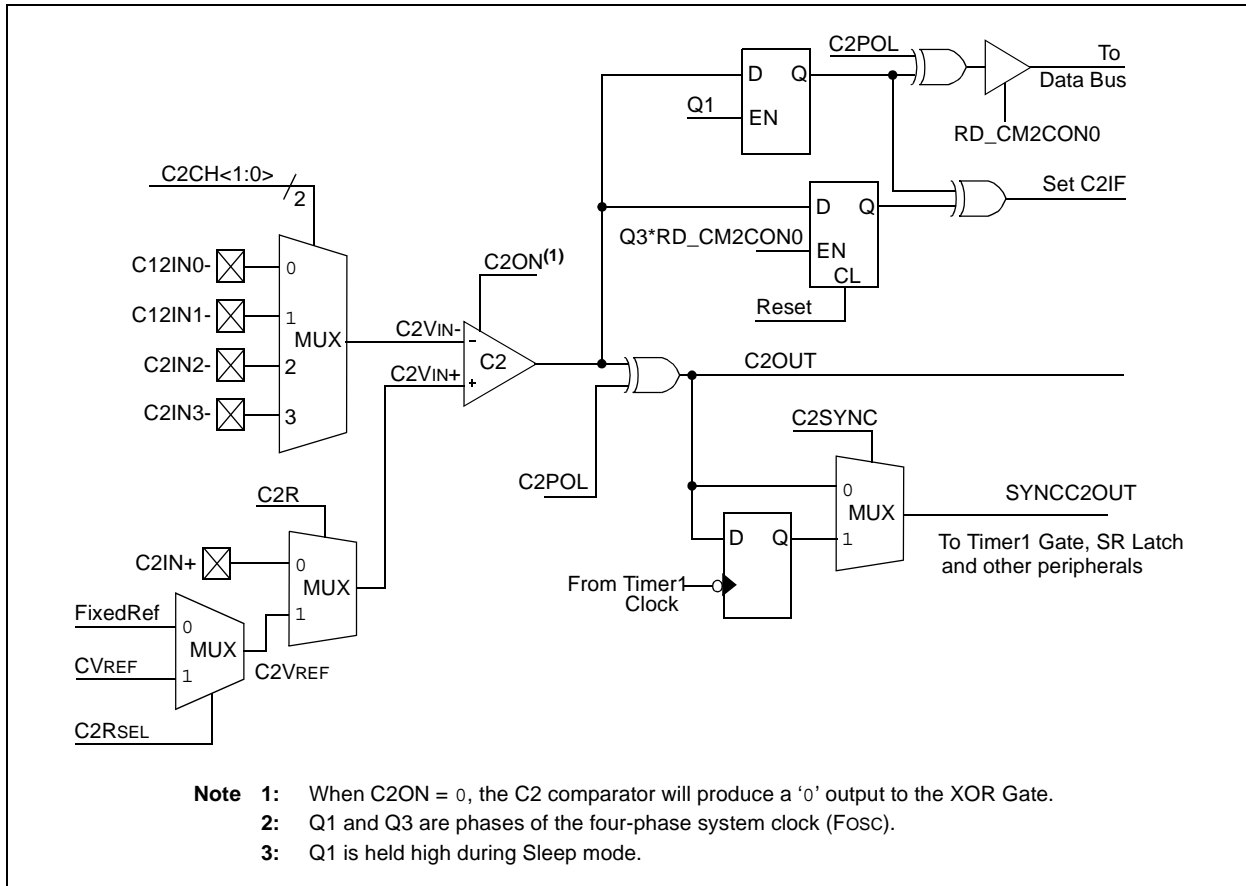 C2POL
To
Data Bus
D Q
Q1
EN
RD_CM2CON0
C2CH<1:0>
2
Set C2IF
D Q
Q3*RD_CM2CON0
EN
CL
Reset
C12IN0-
0
C12IN1-
1
MUX
C2IN2-
2
C2IN3-
3
C2ON(1)
C2VIN-
-
C2
C2VIN+
+
C2OUT
C2POL
C2SYNC
0
MUX
1
SYNCC2OUT
D Q
To Timer1 Gate, SR Latch
and other peripherals
From Timer1
Clock
C2R
C2IN+
0
MUX
1
FixedRef
0
MUX
CVREF
1
C2VREF
C2RSEL
Note 1: When C2ON = 0, the C2 comparator will produce a ‘0’ output to the XOR Gate.
2: Q1 and Q3 are phases of the four-phase system clock (FOSC).
3: Q1 is held high during Sleep mode.